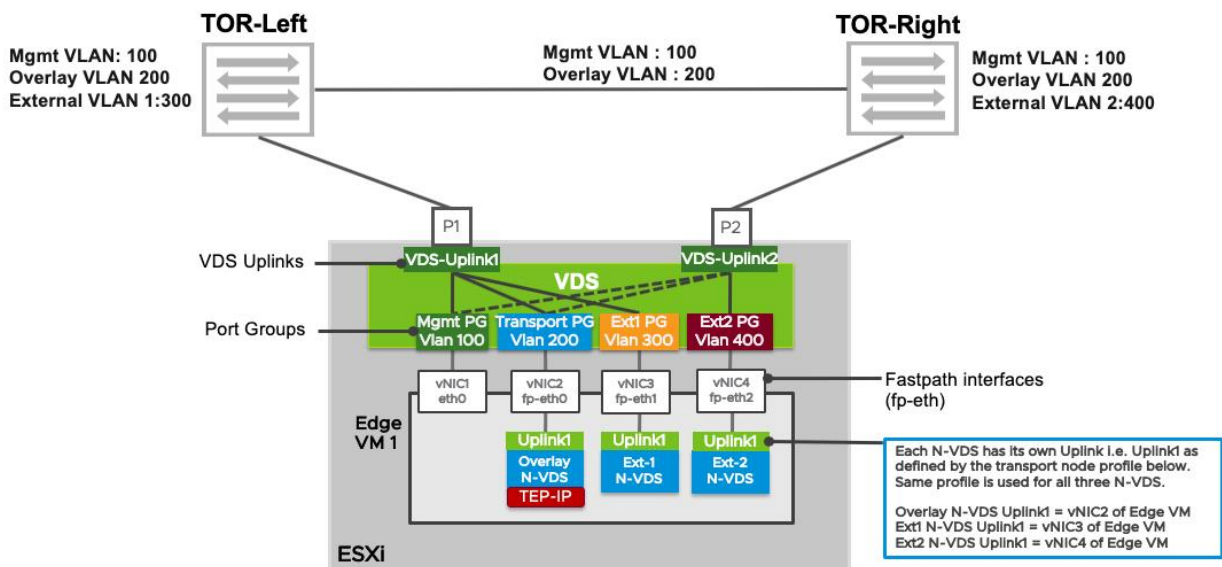 TOR-Left
TOR-Right
Mgmt VLAN: 100
Overlay VLAN 200
External VLAN 1:300
Mgmt VLAN : 100
Overlay VLAN : 200
Mgmt VLAN : 100
Overlay VLAN 200
External VLAN 2:400
P1
P2
VDS Uplinks
VDS-Uplink1
VDS-Uplink2
VDS
Port Groups
Mgmt PG
Vlan 100
Transport PG
Vlan 200
Ext1 PG
Vlan 300
Ext2 PG
Vlan 400
vNIC1
eth0
vNIC2
fp-eth0
vNIC3
fp-eth1
vNIC4
fp-eth2
Fastpath interfaces
(fp-eth)
Edge
VM 1
Uplink1
Overlay
N-VDS
TEP-IP
Uplink1
Ext-1
N-VDS
Uplink1
Ext-2
N-VDS
Each N-VDS has its own Uplink i.e. Uplink1 as
defined by the transport node profile below.
Same profile is used for all three N-VDS.
Overlay N-VDS Uplink1 = vNIC2 of Edge VM
Ext1 N-VDS Uplink1 = vNIC3 of Edge VM
Ext2 N-VDS Uplink1 = vNIC4 of Edge VM
ESXi